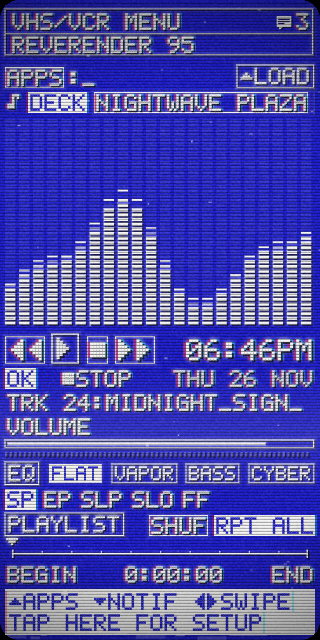 VHS/VCR MENU 3
REVERENDER 95
APPS:_ LOAD
DECK NIGHTWAVE PLAZA
06:46PM
OK STOP THU 26 NOV
TRK 24:MIDNIGHT_SIGN_
VOLUME
EQ FLAT VAPOR BASS CYBER
SP EP SLP SLO FF
PLAYLIST SHUF RPT ALL
BEGIN 0:00:00 END
APPS NOTIF SWIPE
TAP HERE FOR SETUP